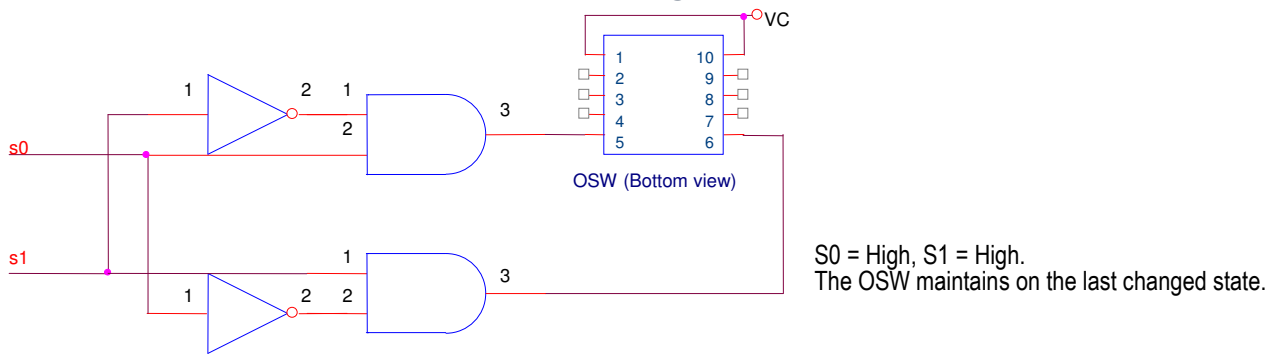 VC
1 10
2 9
3 8
4 7
5 6
OSW (Bottom view)
1 2 1
2
3
s0
s1
1
1 2 2
3
S0 = High, S1 = High.
The OSW maintains on the last changed state.